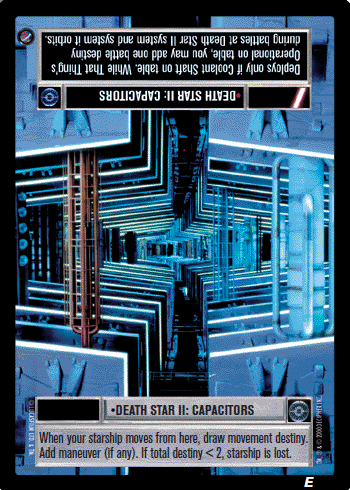 Deploys if only if Coolant Shaft on table. While That Thing's
Operational on table, you may add one battle destiny
during battles at Death Star II system and system it orbits.
•DEATH STAR II: CAPACITORS
•DEATH STAR II: CAPACITORS
When your starship moves from here, draw movement destiny.
Add maneuver (if any). If total destiny < 2, starship is lost.
E